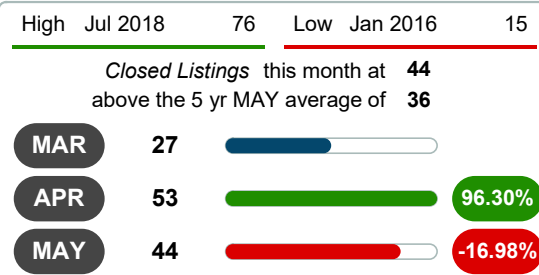 High Jul 2018 76 Low Jan 2016 15
Closed Listings this month at 44
above the 5 yr MAY average of 36
MAR 27
APR 53 96.30%
MAY 44 -16.98%